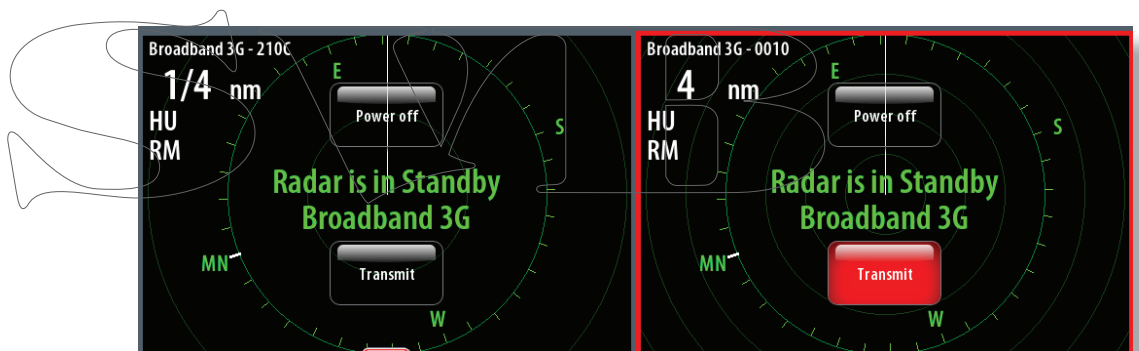 Broadband 3G - 210C
1/4 nm
HU
RM
E
Power off
S
Radar is in Standby
Broadband 3G
MN
Transmit
W
Broadband 3G - 0010
4 nm
HU
RM
E
Power off
S
Radar is in Standby
Broadband 3G
MN
Transmit
W